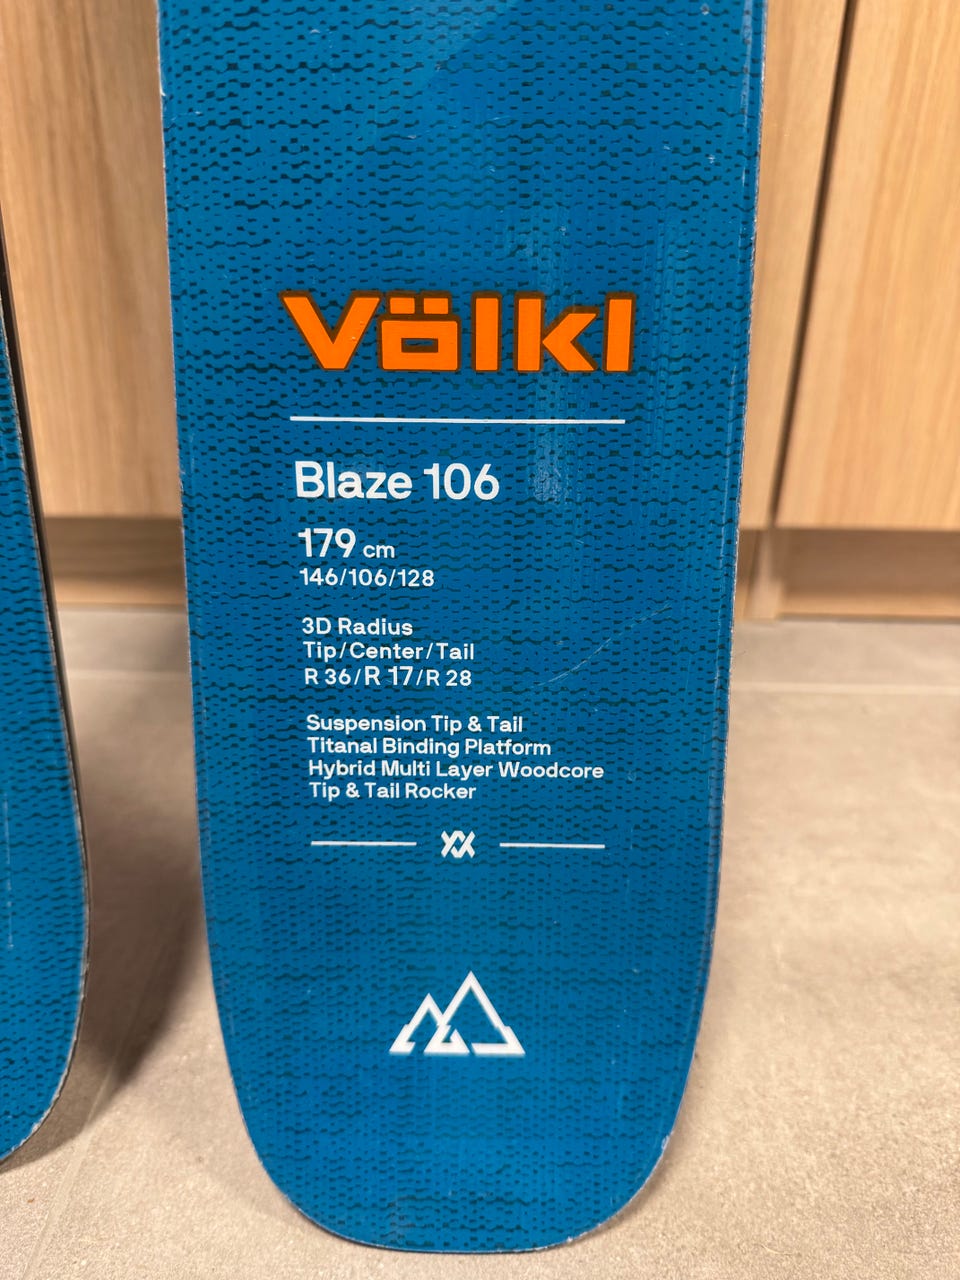 Völkl
Blaze 106
179 cm
146/106/128
3D Radius
Tip/Center/Tail
R 36/R 17/R 28
Suspension Tip & Tail
Titanal Binding Platform
Hybrid Multi Layer Woodcore
Tip & Tail Rocker